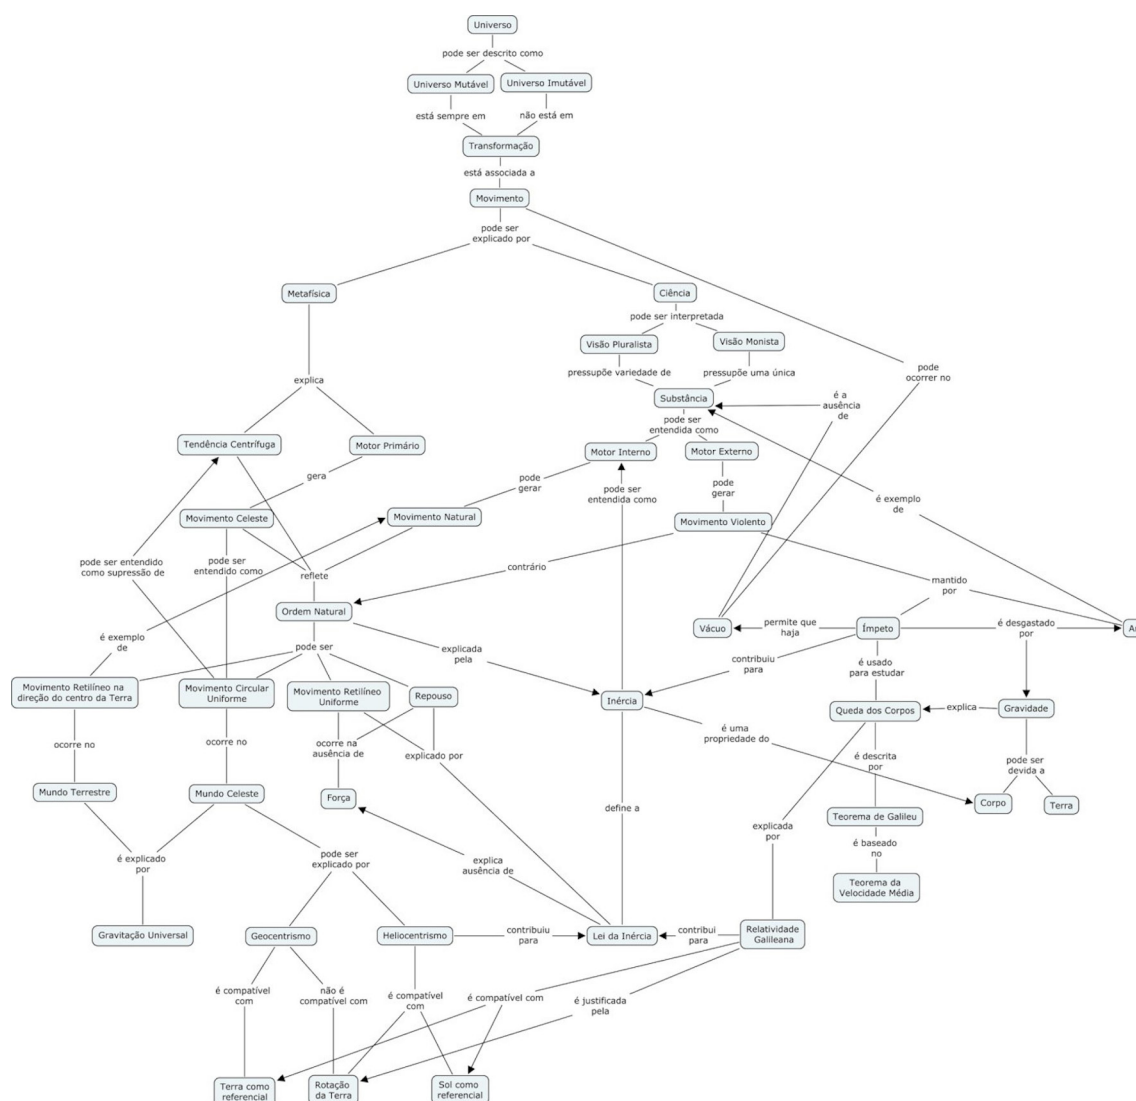 Universo
pode ser descrito como
Universo Mutável
Universo Imutável
está sempre em
não está em
Transformação
está associada a
Movimento
pode ser
explicado por
Metafísica
Ciência
pode ser interpretada
Visão Pluralista
Visão Monista
pressupõe variedade de
pressupõe uma única
pode
ocorrer no
explica
Substância
é a
ausência
de
pode ser
entendida como
Tendência Centrífuga
Motor Primário
Motor Interno
Motor Externo
gera
pode
gerar
pode ser
entendida como
pode
gerar
é exemplo
de
Movimento Celeste
Movimento Natural
Movimento Violento
pode ser entendido
como supressão de
pode ser
entendido como
reflete
contrário
mantido
por
Ordem Natural
Vácuo
permite que
haja
Ímpeto
é desgastado
por
é exemplo
de
pode ser
explicada
pela
contribuiu
para
é usado
para estudar
Movimento Retilíneo na
direção do centro da Terra
Movimento Circular
Uniforme
Movimento Retilíneo
Uniforme
Repouso
Inércia
Queda dos Corpos
explica
Gravidade
ocorre no
ocorre no
ocorre na
ausência de
explicado por
é uma
propriedade do
é descrita
por
pode ser
devida a
Mundo Terrestre
Mundo Celeste
Força
define a
Corpo
Terra
Teorema de Galileu
explicada
por
é baseado
no
é explicado
por
pode ser
explicado por
explica
ausência de
Teorema da
Velocidade Média
Gravitação Universal
Geocentrismo
Heliocentrismo
contribuiu
para
Lei da Inércia
contribui
para
Relatividade
Galileana
é compatível
com
não é
compatível com
é compatível
com
é compatível com
é justificada
pela
Terra como
referencial
Rotação
da Terra
Sol como
referencial